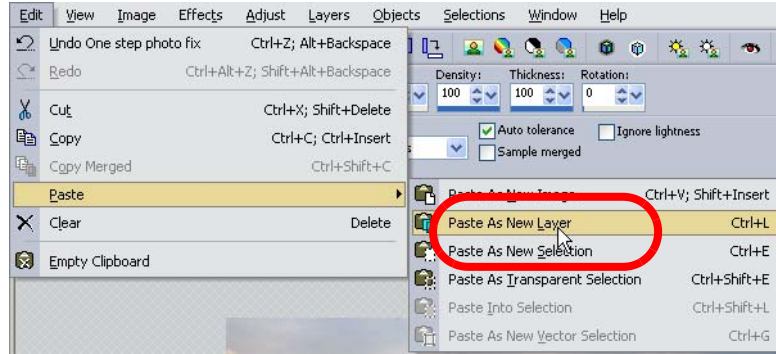 Edit View Image Effects Adjust Layers Objects Selections Window Help
Undo One step photo fix Ctrl+Z; Alt+Backspace
Redo Ctrl+Alt+Z; Shift+Alt+Backspace
Density: Thickness: Rotation:
100 100 0
Cut Ctrl+X; Shift+Delete
Auto tolerance Ignore lightness
Copy Ctrl+C; Ctrl+Insert
s Sample merged
Copy Merged Ctrl+Shift+C
Paste
Paste As New Image Ctrl+V; Shift+Insert
Clear Delete
Paste As New Layer Ctrl+L
Paste As New Selection Ctrl+E
Empty Clipboard
Paste As Transparent Selection Ctrl+Shift+E
Paste Into Selection Ctrl+Shift+L
Paste As New Vector Selection Ctrl+G